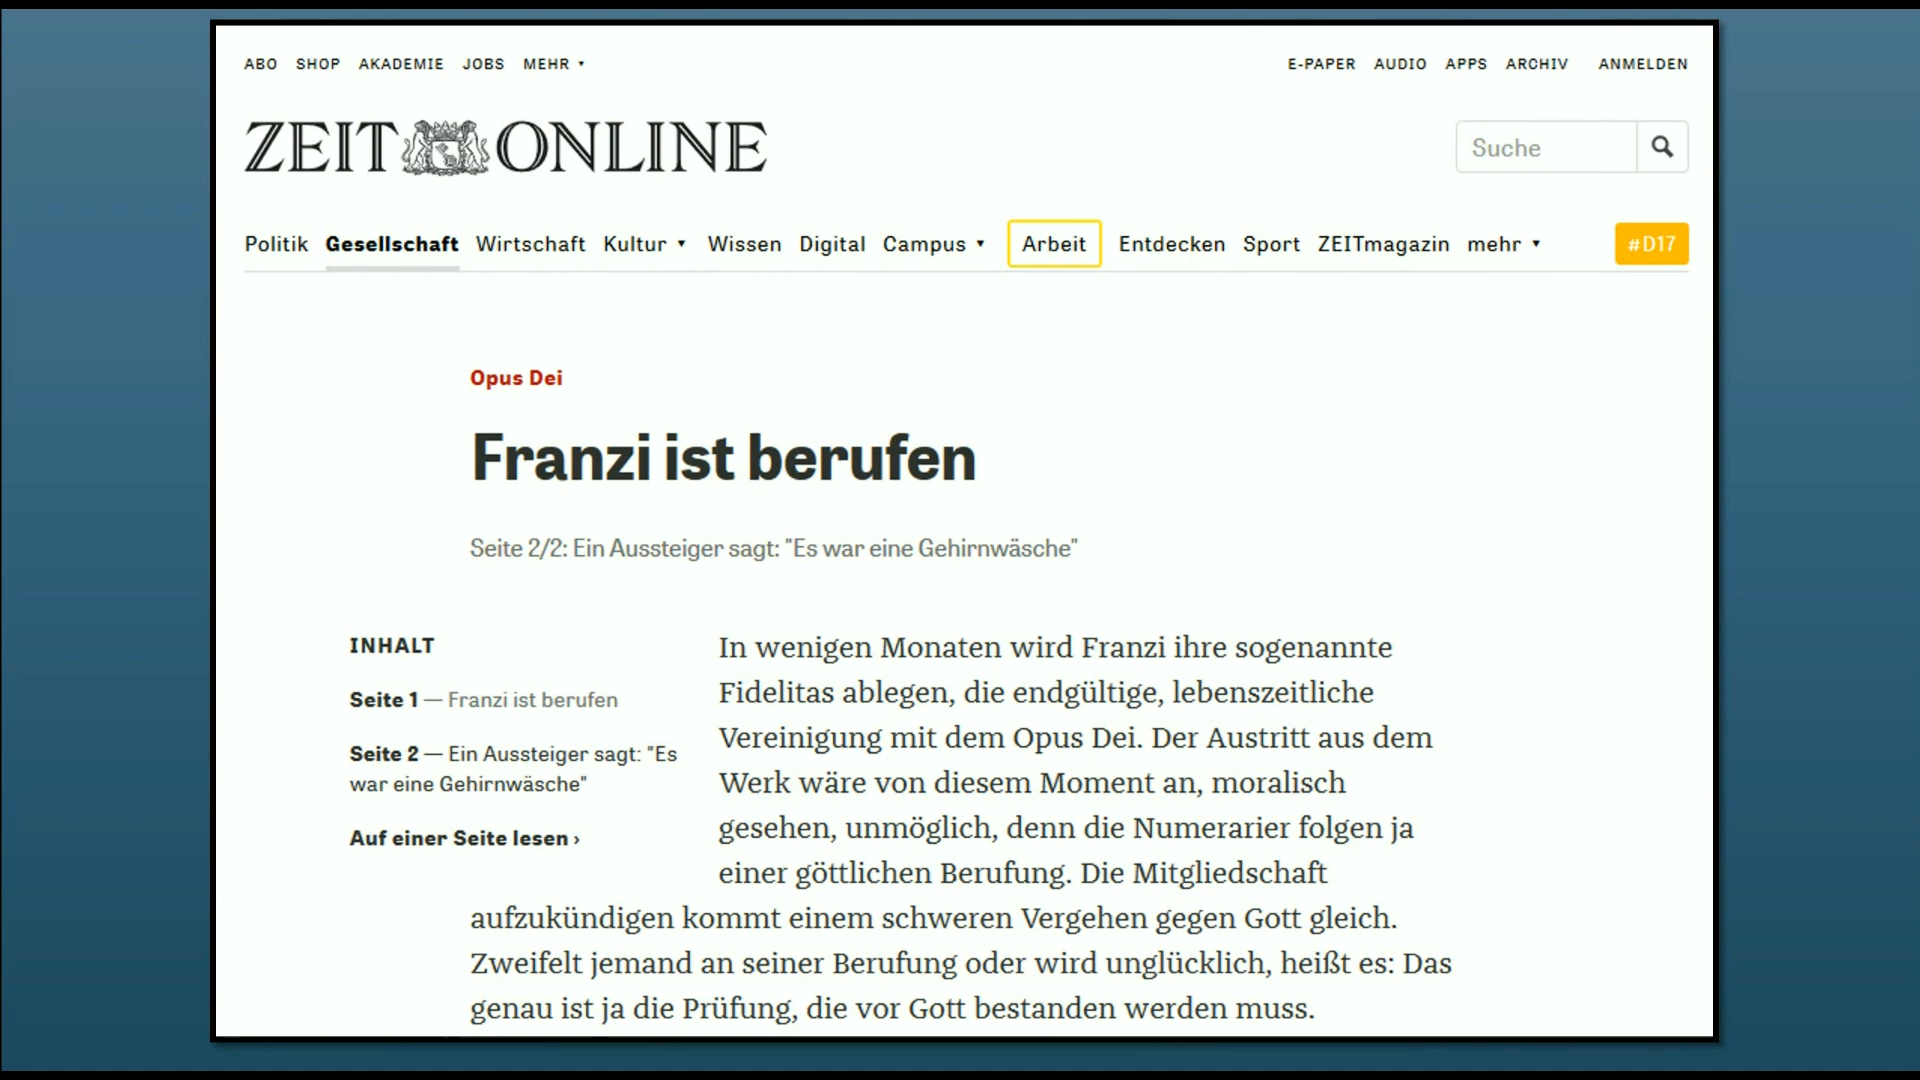 ABO SHOP AKADEMIE JOBS MEHR ▾
E-PAPER AUDIO APPS ARCHIV ANMELDEN
ZEIT ONLINE
Suche
Politik Gesellschaft Wirtschaft Kultur ▾ Wissen Digital Campus ▾ Arbeit Entdecken Sport ZEITmagazin mehr ▾ #D17
Opus Dei
Franzi ist berufen
Seite 2/2: Ein Aussteiger sagt: "Es war eine Gehirnwäsche"
INHALT
Seite 1 — Franzi ist berufen
Seite 2 — Ein Aussteiger sagt: "Es
war eine Gehirnwäsche"
Auf einer Seite lesen ›
In wenigen Monaten wird Franzi ihre sogenannte
Fidelitas ablegen, die endgültige, lebenszeitliche
Vereinigung mit dem Opus Dei. Der Austritt aus dem
Werk wäre von diesem Moment an, moralisch
gesehen, unmöglich, denn die Numerarier folgen ja
einer göttlichen Berufung. Die Mitgliedschaft
aufzukündigen kommt einem schweren Vergehen gegen Gott gleich.
Zweifelt jemand an seiner Berufung oder wird unglücklich, heißt es: Das
genau ist ja die Prüfung, die vor Gott bestanden werden muss.